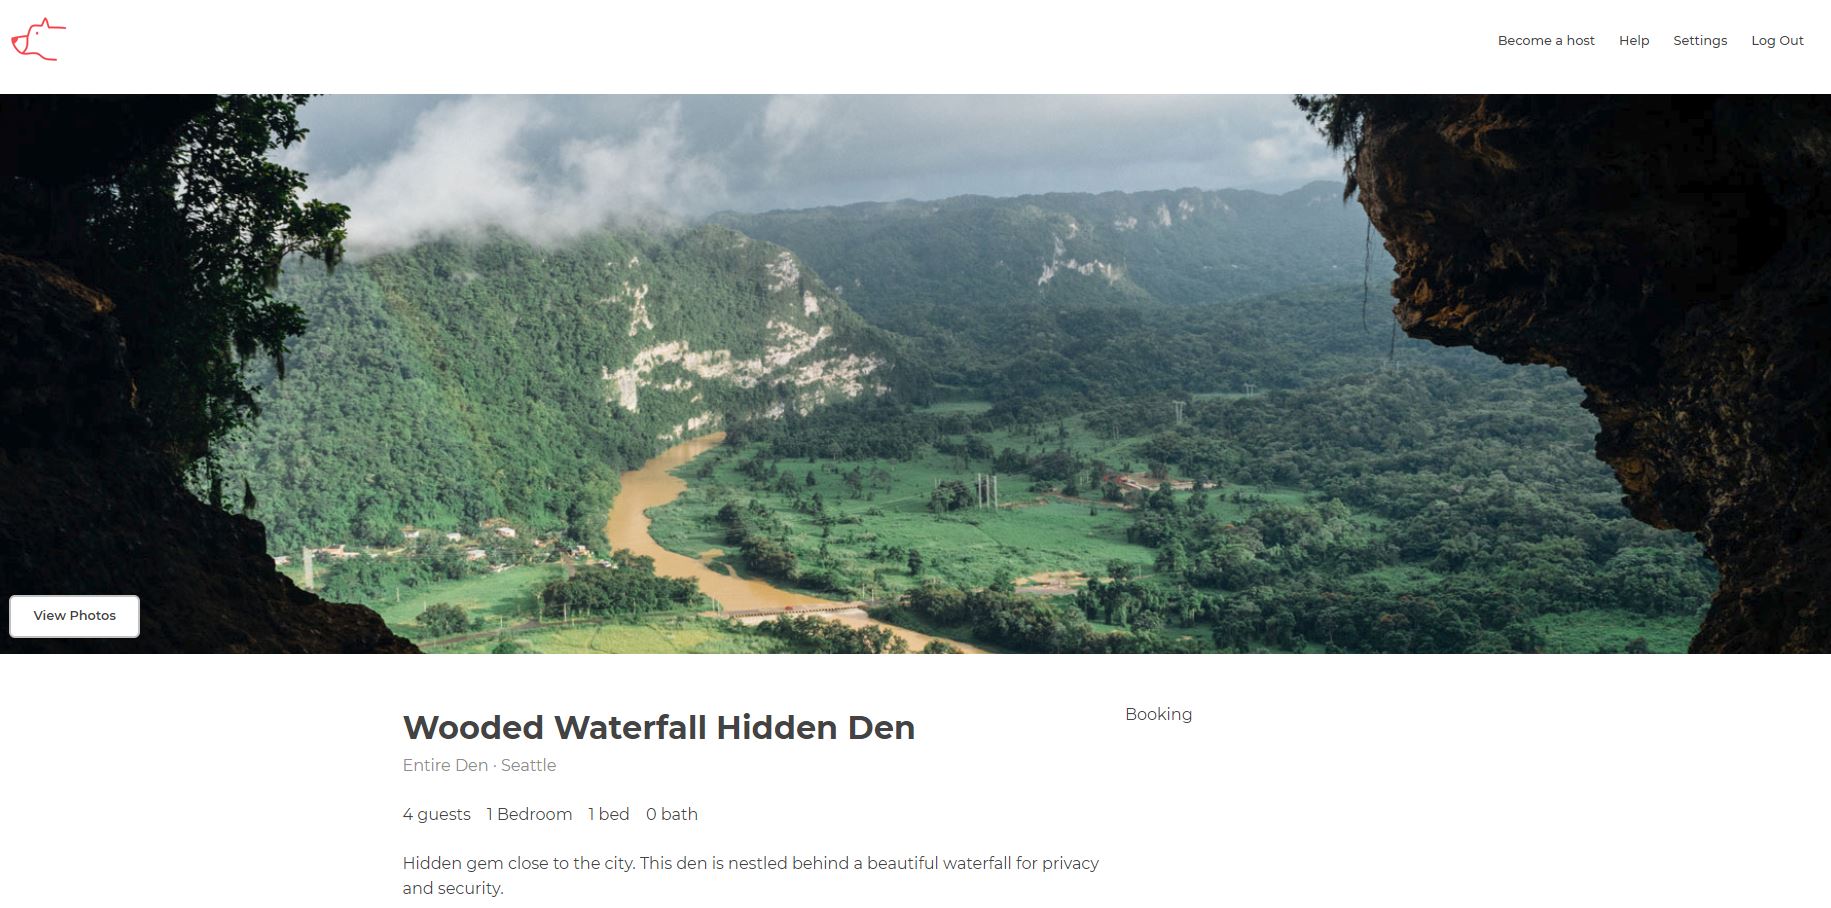 Become a host Help Settings Log Out
View Photos
Wooded Waterfall Hidden Den
Booking
Entire Den · Seattle
4 guests 1 Bedroom 1 bed 0 bath
Hidden gem close to the city. This den is nestled behind a beautiful waterfall for privacy
and security.